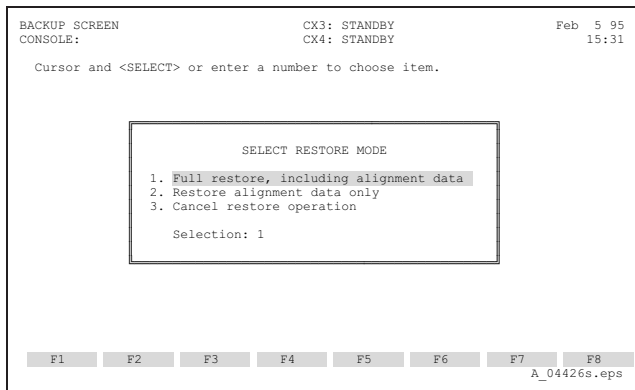 BACKUP SCREEN CX3: STANDBY Feb 5 95
CONSOLE: CX4: STANDBY 15:31
Cursor and <SELECT> or enter a number to choose item.
SELECT RESTORE MODE
1. Full restore, including alignment data
2. Restore alignment data only
3. Cancel restore operation
Selection: 1
F1 F2 F3 F4 F5 F6 F7 F8
A_04426s.eps